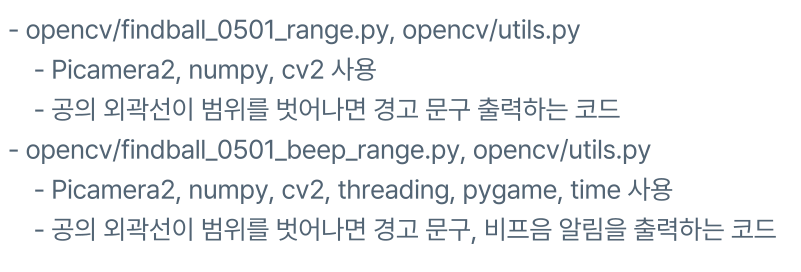 - opencv/findball_0501_range.py, opencv/utils.py
- Picamera2, numpy, cv2 사용
- 공의 외곽선이 범위를 벗어나면 경고 문구 출력하는 코드
- opencv/findball_0501_beep_range.py, opencv/utils.py
- Picamera2, numpy, cv2, threading, pygame, time 사용
- 공의 외곽선이 범위를 벗어나면 경고 문구, 비프음 알림을 출력하는 코드